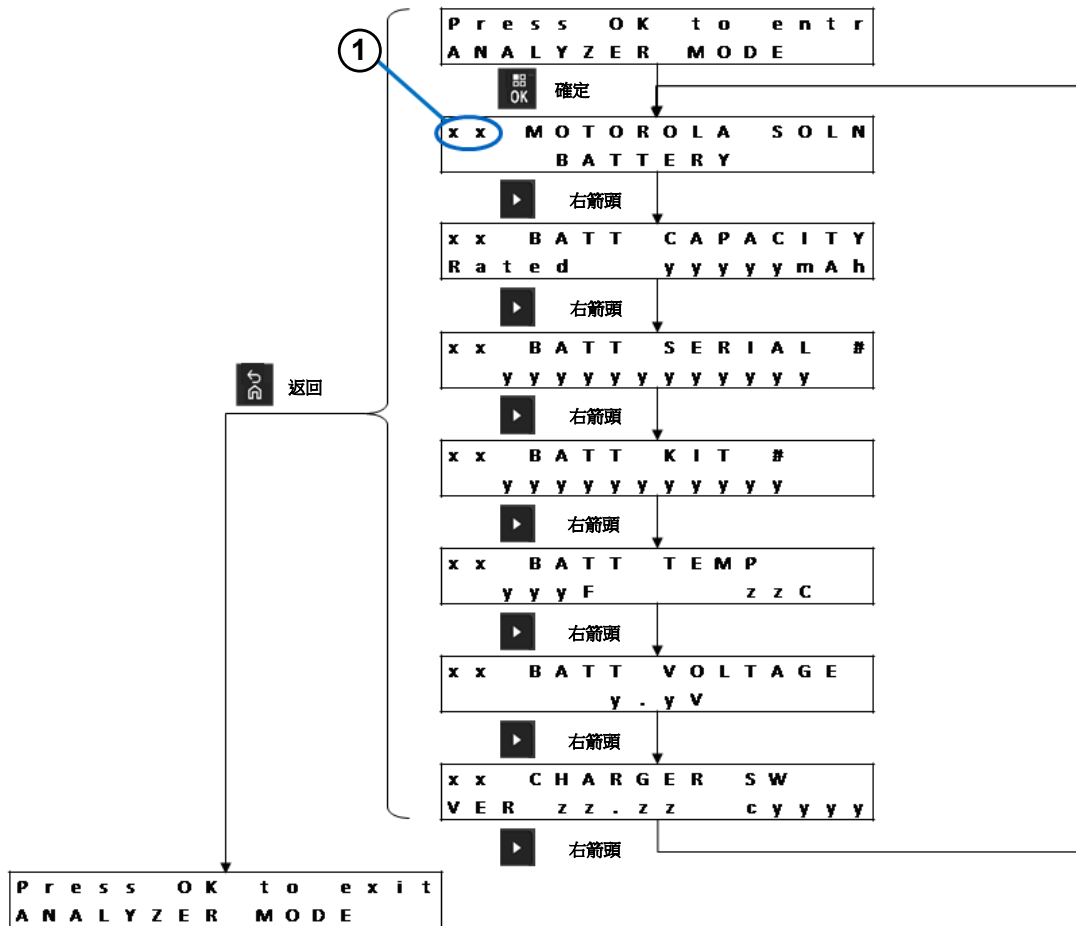 Press OK to entr
ANALYZER MODE
1
OK
確定
xx MOTOROLA SOLN
BATTERY
右箭頭
xx BATT CAPACITY
Rated yyyyymAh
右箭頭
xx BATT SERIAL #
yyyyyyyyyyyy
返回
右箭頭
xx BATT KIT #
yyyyyyyyyyy
右箭頭
xx BATT TEMP
yyyF zzC
右箭頭
xx BATT VOLTAGE
y.yV
右箭頭
xx CHARGER SW
VER zz.zz cyyyy
右箭頭
Press OK to exit
ANALYZER MODE